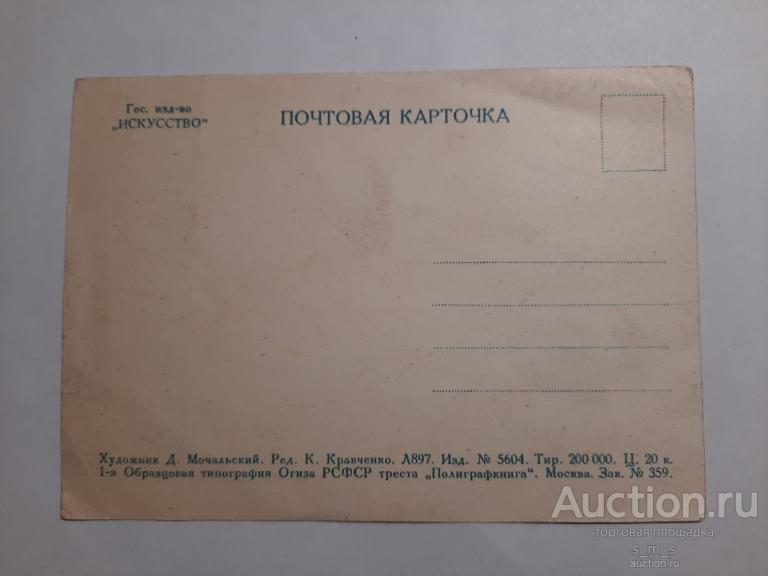 Гос. изд-во
„ИСКУССТВО“
ПОЧТОВАЯ КАРТОЧКА
Художник Д. Мочальский. Ред. К. Кравченко. Л897. Изд. № 5604. Тир. 200 000. Ц. 20 к.
1-я Образцовая типография Огиза РСФСР треста „Полиграфкнига“. Москва. Зак. № 359.
Auction.ru
торговая площадка
s_m_s
auction.ru